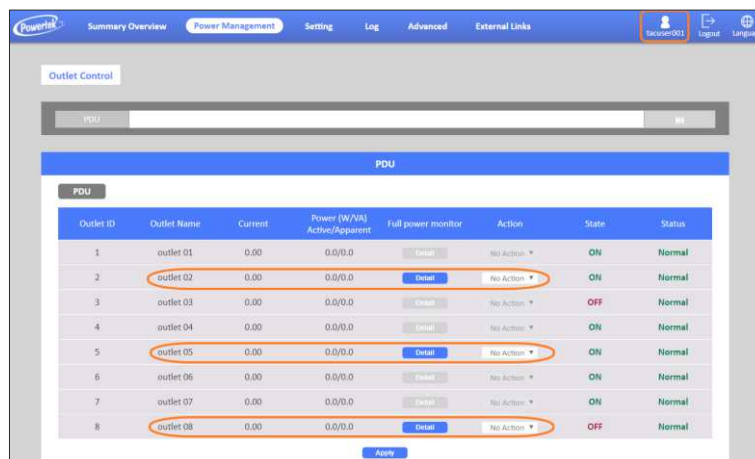 Powertek Summary Overview Power Management Setting Log Advanced External Links tacuser001 Logout Langua
Outlet Control
PDU
PDU
PDU
Outlet ID Outlet Name Current Power (W/VA) Active/Apparent Full power monitor Action State Status
1 outlet 01 0.00 0.0/0.0 Detail No Action ON Normal
2 outlet 02 0.00 0.0/0.0 Detail No Action ON Normal
3 outlet 03 0.00 0.0/0.0 Detail No Action OFF Normal
4 outlet 04 0.00 0.0/0.0 Detail No Action ON Normal
5 outlet 05 0.00 0.0/0.0 Detail No Action ON Normal
6 outlet 06 0.00 0.0/0.0 Detail No Action ON Normal
7 outlet 07 0.00 0.0/0.0 Detail No Action ON Normal
8 outlet 08 0.00 0.0/0.0 Detail No Action OFF Normal
Apply